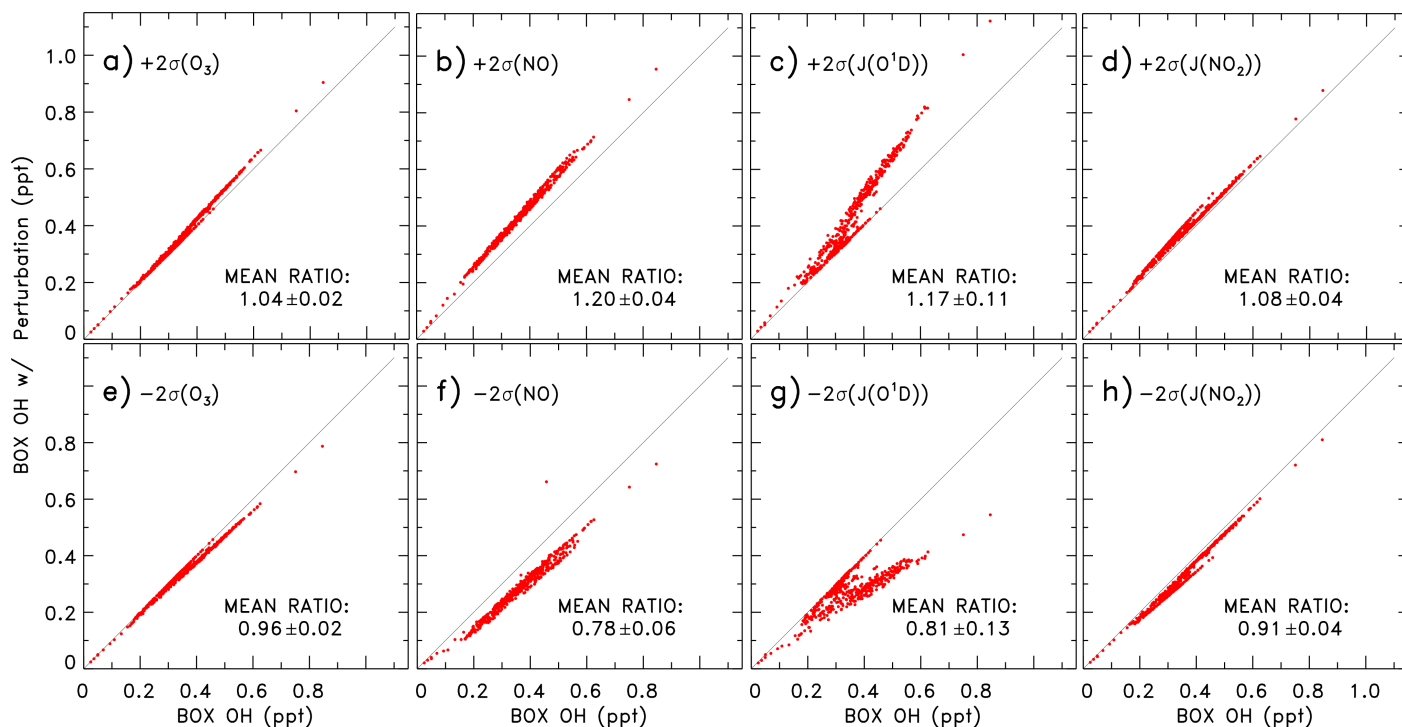 BOX OH w/ Perturbation (ppt)
a) +2σ(O₃)
b) +2σ(NO)
c) +2σ(J(O¹D))
d) +2σ(J(NO₂))
1.0
0.8
0.6
0.4
0.2
0
MEAN RATIO:
1.04±0.02
MEAN RATIO:
1.20±0.04
MEAN RATIO:
1.17±0.11
MEAN RATIO:
1.08±0.04
e) −2σ(O₃)
f) −2σ(NO)
g) −2σ(J(O¹D))
h) −2σ(J(NO₂))
0.8
0.6
0.4
0.2
0
MEAN RATIO:
0.96±0.02
MEAN RATIO:
0.78±0.06
MEAN RATIO:
0.81±0.13
MEAN RATIO:
0.91±0.04
0 0.2 0.4 0.6 0.8 0 0.2 0.4 0.6 0.8 0 0.2 0.4 0.6 0.8 0 0.2 0.4 0.6 0.8 1.0
BOX OH (ppt) BOX OH (ppt) BOX OH (ppt) BOX OH (ppt)